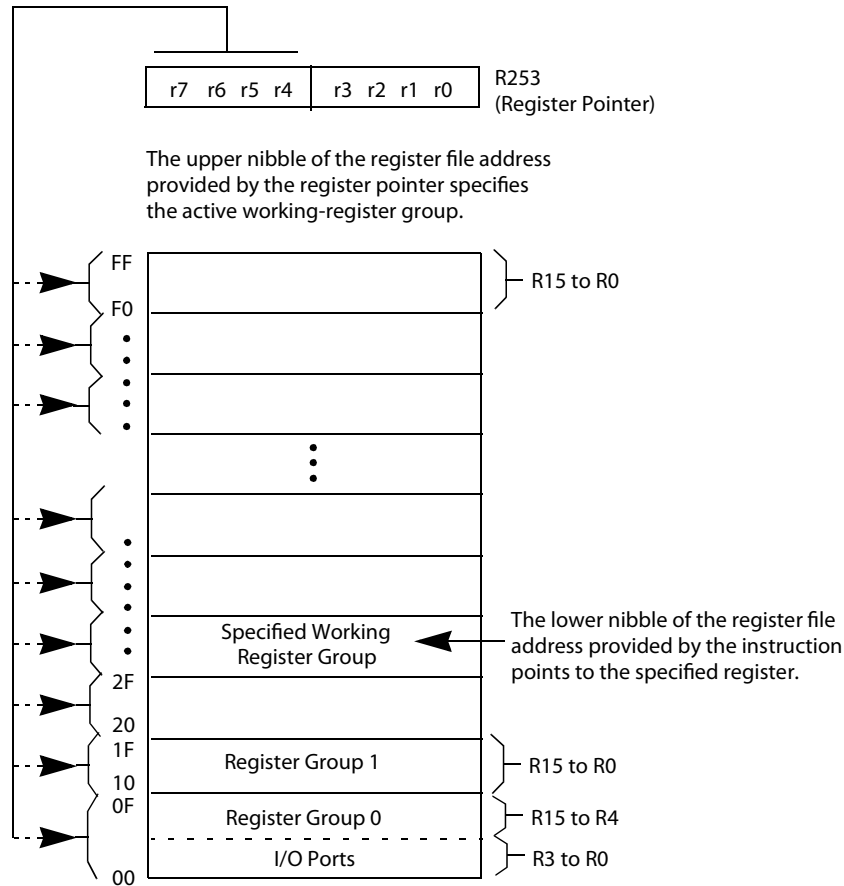 r7 r6 r5 r4 r3 r2 r1 r0
R253
(Register Pointer)
The upper nibble of the register file address
provided by the register pointer specifies
the active working-register group.
FF
R15 to R0
F0
Specified Working
Register Group
The lower nibble of the register file
address provided by the instruction
points to the specified register.
2F
20
1F
Register Group 1
R15 to R0
10
0F
Register Group 0
R15 to R4
I/O Ports
R3 to R0
00